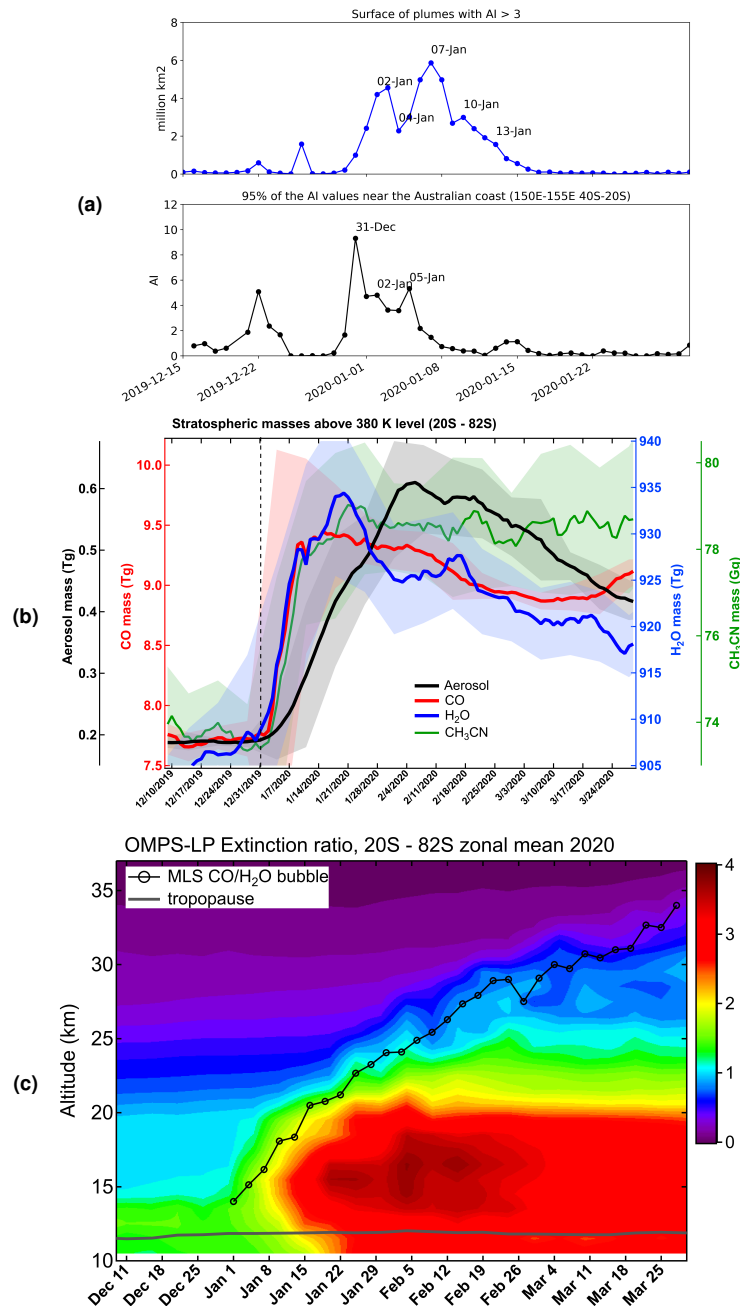 Surface of plumes with AI > 3
million km2
8
6
4
2
0
02-Jan
04-Jan
07-Jan
10-Jan
13-Jan
(a)
95% of the AI values near the Australian coast (150E-155E 40S-20S)
AI
12
10
8
6
4
2
0
31-Dec
02-Jan
05-Jan
2019-12-15
2019-12-22
2020-01-01
2020-01-08
2020-01-15
2020-01-22
Stratospheric masses above 380 K level (20S - 82S)
(b)
Aerosol mass (Tg)
0.6
0.5
0.4
0.3
0.2
CO mass (Tg)
10.0
9.5
9.0
8.5
8.0
7.5
Aerosol
CO
H₂O
CH₃CN
940
935
930
925
920
915
910
905
H₂O mass (Tg)
80
78
76
74
CH₃CN mass (Gg)
12/10/2019
12/17/2019
12/24/2019
12/31/2019
1/7/2020
1/14/2020
1/21/2020
1/28/2020
2/4/2020
2/11/2020
2/18/2020
2/25/2020
3/3/2020
3/10/2020
3/17/2020
3/24/2020
OMPS-LP Extinction ratio, 20S - 82S zonal mean 2020
MLS CO/H₂O bubble
tropopause
(c)
Altitude (km)
35
30
25
20
15
10
4
3
2
1
0
Dec 11
Dec 18
Dec 25
Jan 1
Jan 8
Jan 15
Jan 22
Jan 29
Feb 5
Feb 12
Feb 19
Feb 26
Mar 4
Mar 11
Mar 18
Mar 25